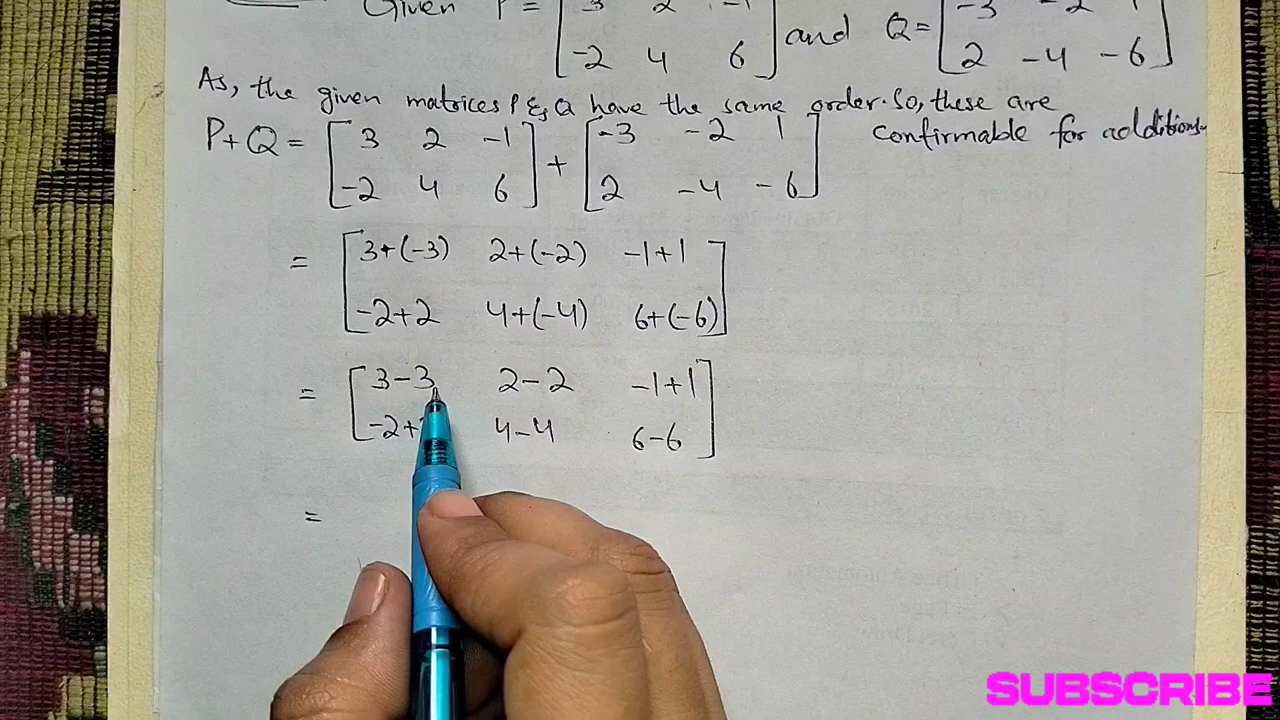 Given P = [ 3 2 -1 and Q = [ -3 -2 1
-2 4 6 ] 2 -4 -6 ]
As, the given matrices P & Q have the same order. So, these are
confirmable for additions.
P+Q = [ 3 2 -1 ] + [ -3 -2 1 ]
-2 4 6 2 -4 -6
= [ 3+(-3) 2+(-2) -1+1 ]
-2+2 4+(-4) 6+(-6)
= [ 3-3 2-2 -1+1 ]
-2+ 4-4 6-6
=
SUBSCRIBE